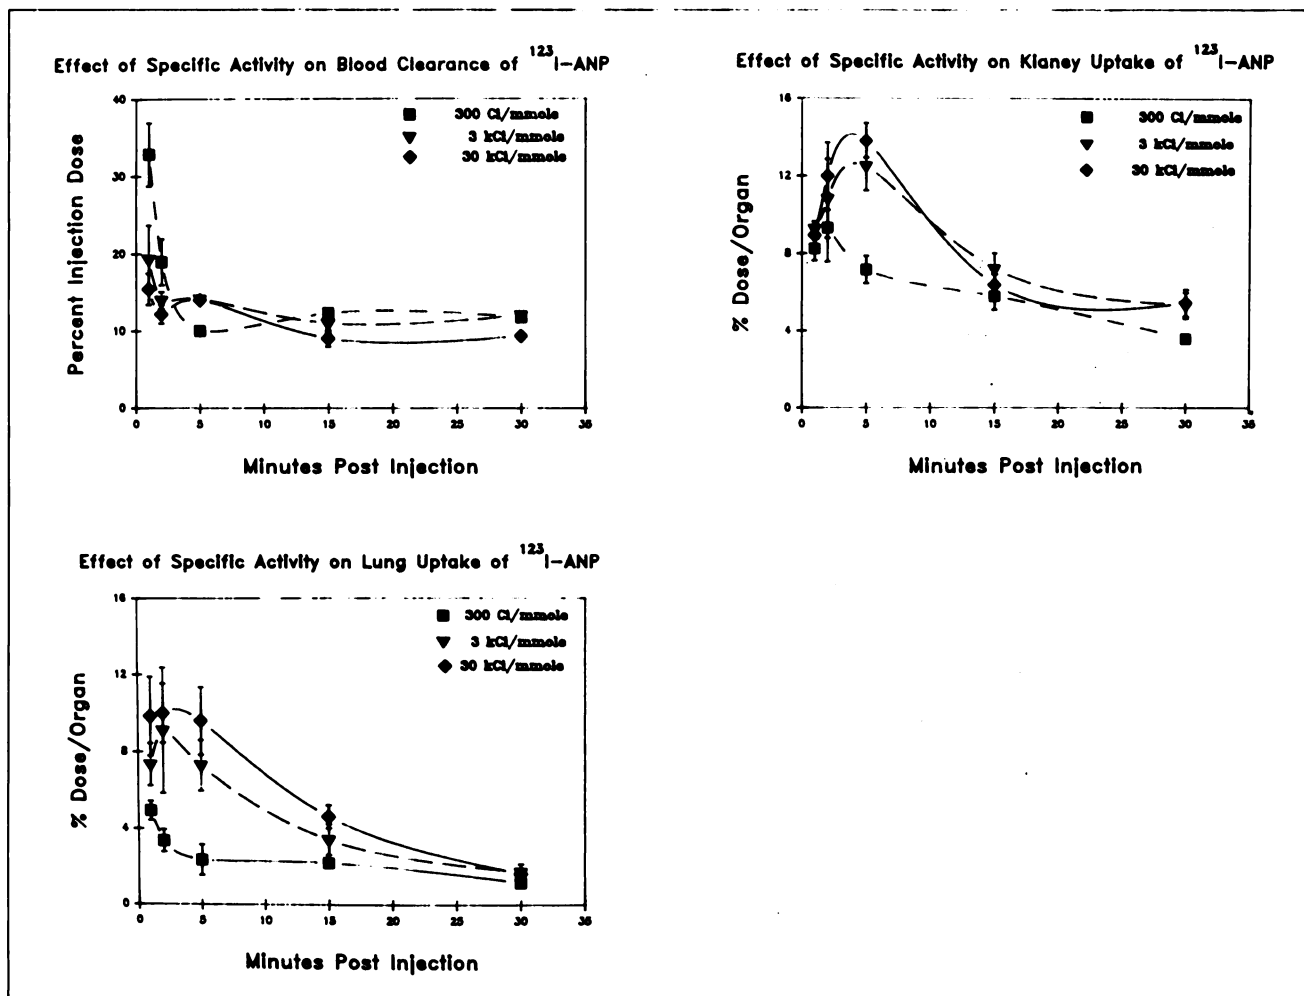 Effect of Specific Activity on Blood Clearance of 123I-ANP
40
30
20
10
0
Percent Injection Dose
300 Ci/mmole
3 kCi/mmole
30 kCi/mmole
0 5 10 15 20 25 30 35
Minutes Post Injection
Effect of Specific Activity on Kianey Uptake of 123I-ANP
16
12
8
4
0
% Dose/Organ
300 Ci/mmole
3 kCi/mmole
30 kCi/mmole
0 5 10 15 20 25 30 35
Minutes Post Injection
Effect of Specific Activity on Lung Uptake of 123I-ANP
16
12
8
4
0
% Dose/Organ
300 Ci/mmole
3 kCi/mmole
30 kCi/mmole
0 5 10 15 20 25 30 35
Minutes Post Injection